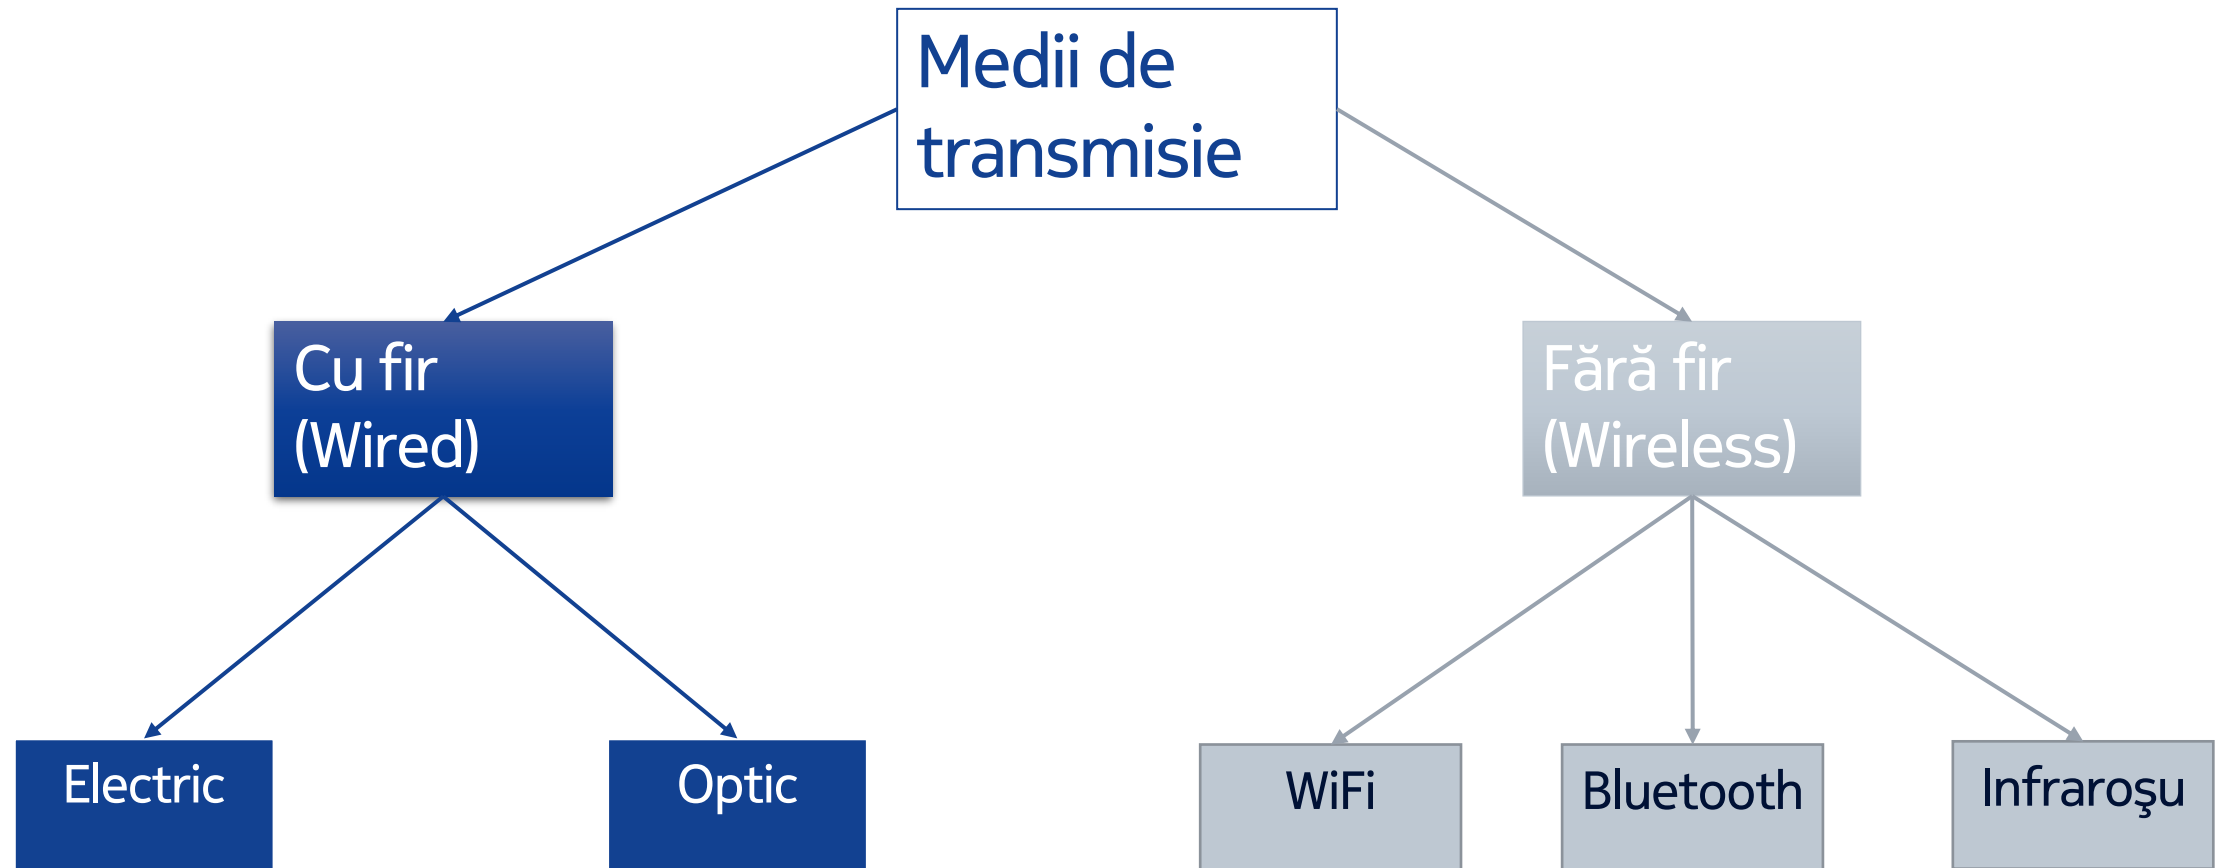 Medii de
transmisie
Cu fir
(Wired)
Fără fir
(Wireless)
Electric
Optic
WiFi
Bluetooth
Infraroşu